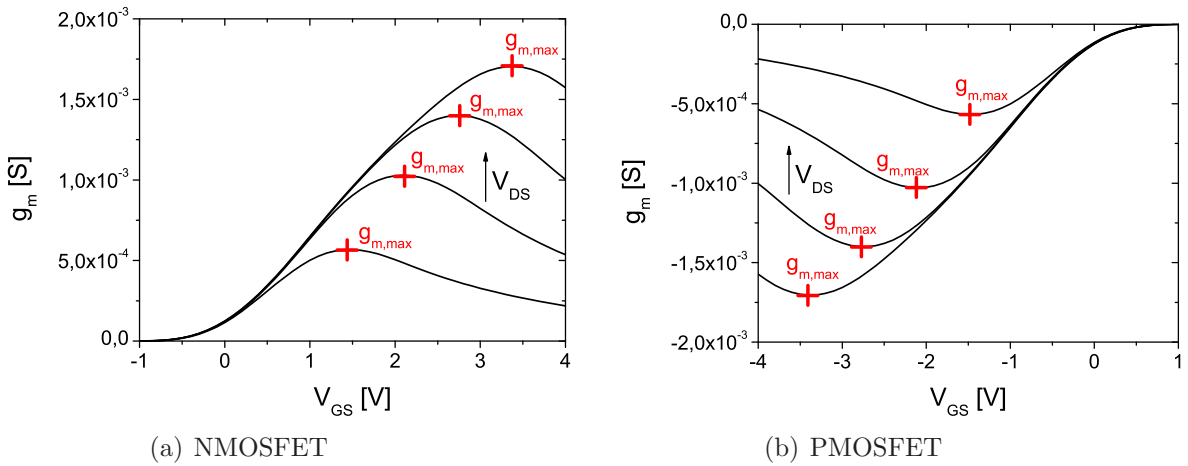 2,0x10⁻³
1,5x10⁻³
1,0x10⁻³
5,0x10⁻⁴
0,0
g_m [S]
g_m,max
g_m,max
g_m,max
g_m,max
V_DS
-1 0 1 2 3 4
V_GS [V]
(a) NMOSFET
0,0
-5,0x10⁻⁴
-1,0x10⁻³
-1,5x10⁻³
-2,0x10⁻³
g_m [S]
g_m,max
g_m,max
g_m,max
g_m,max
V_DS
-4 -3 -2 -1 0 1
V_GS [V]
(b) PMOSFET